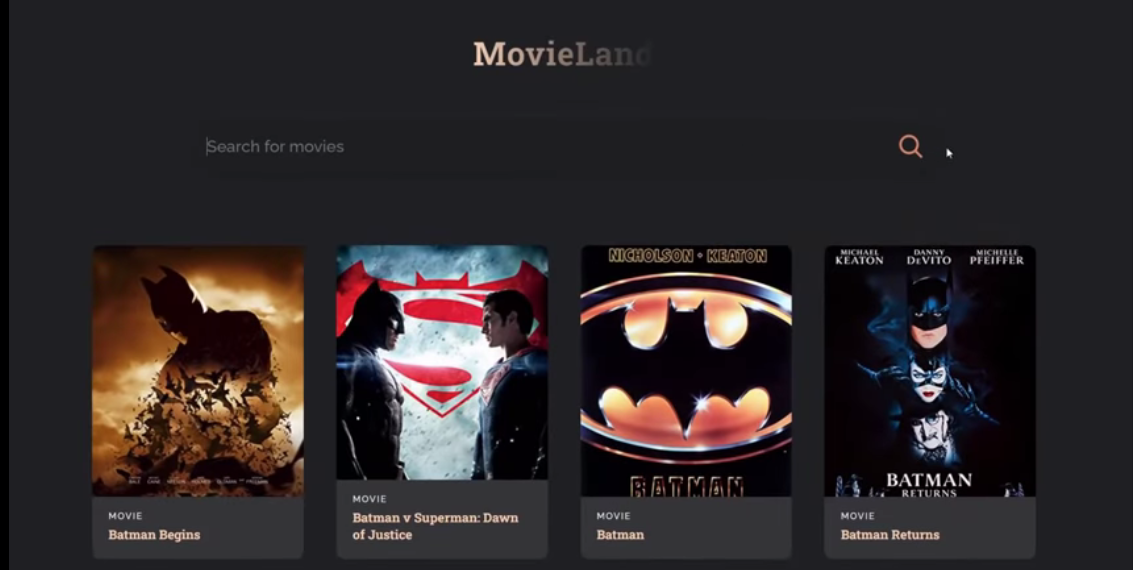 MovieLand
Search for movies
NICHOLSON • KEATON
BATMAN
MICHAEL KEATON
DANNY DEVITO
MICHELLE PFEIFFER
BATMAN
RETURNS
MOVIE
Batman Begins
MOVIE
Batman v Superman: Dawn
of Justice
MOVIE
Batman
MOVIE
Batman Returns